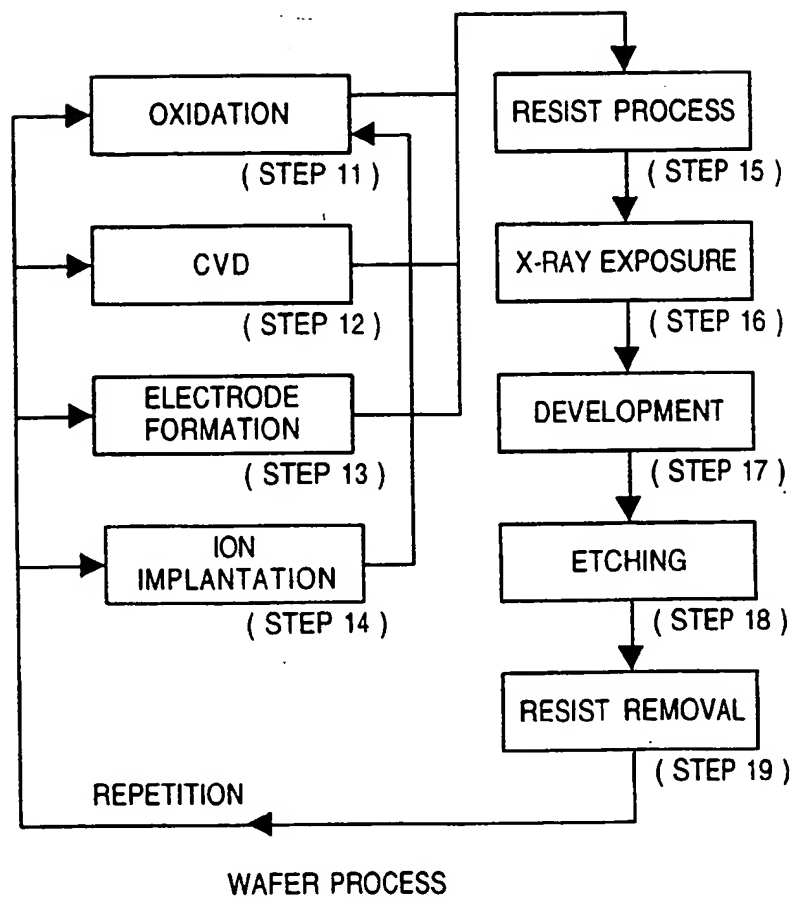 OXIDATION
( STEP 11 )
CVD
( STEP 12 )
ELECTRODE
FORMATION
( STEP 13 )
ION
IMPLANTATION
( STEP 14 )
RESIST PROCESS
( STEP 15 )
X-RAY EXPOSURE
( STEP 16 )
DEVELOPMENT
( STEP 17 )
ETCHING
( STEP 18 )
RESIST REMOVAL
( STEP 19 )
REPETITION
WAFER PROCESS